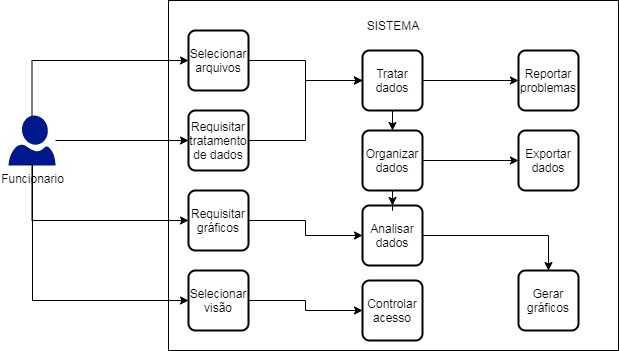 SISTEMA
Selecionar
arquivos
Tratar
dados
Reportar
problemas
Requisitar
tratamento
de dados
Organizar
dados
Exportar
dados
Funcionario
Requisitar
gráficos
Analisar
dados
Selecionar
visão
Controlar
acesso
Gerar
gráficos